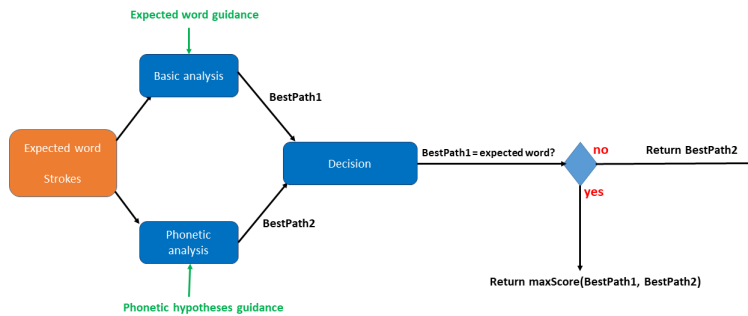 Expected word guidance
Basic analysis
BestPath1
Expected word
Strokes
Decision
BestPath1 = expected word?
no
Return BestPath2
yes
BestPath2
Phonetic
analysis
Return maxScore(BestPath1, BestPath2)
Phonetic hypotheses guidance